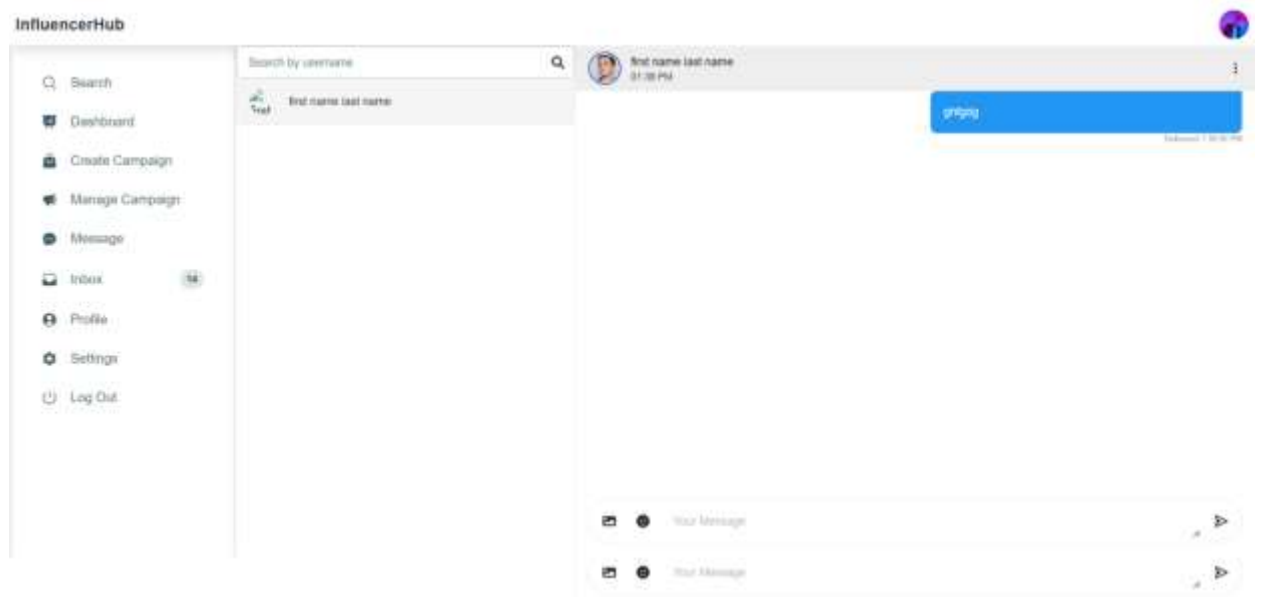 InfluencerHub
Search
Dashboard
Create Campaign
Manage Campaign
Message
Inbox
14
Profile
Settings
Log Out
Search by username
first name last name
first name last name
01:38 PM
Your Message
Your Message